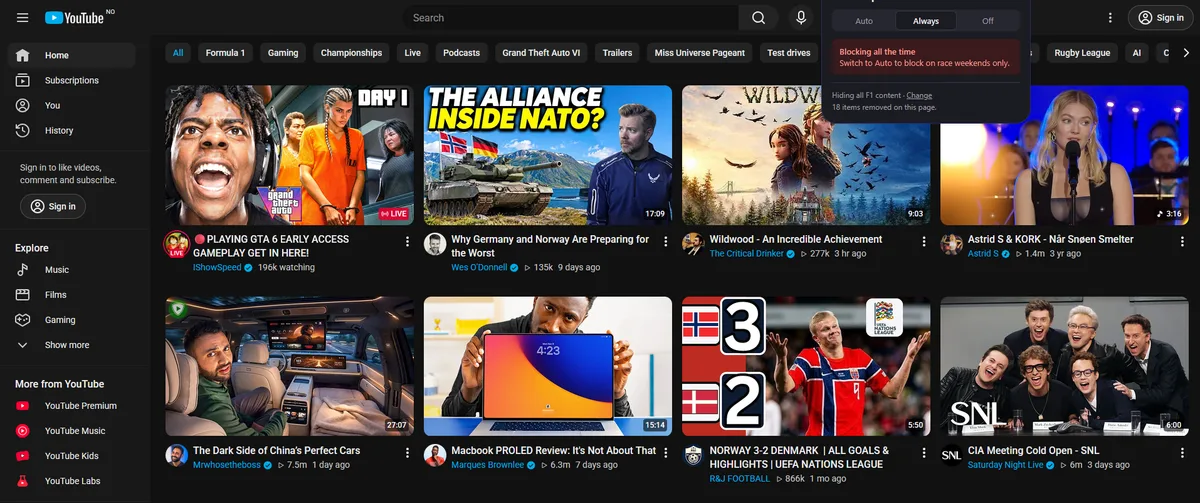 YouTube NO
Search
Auto
Always
Off
Sign in
Blocking all the time
Switch to Auto to block on race weekends only.
Hiding all F1 content - Change
18 items removed on this page.
Home
Subscriptions
You
History
Sign in to like videos,
comment and subscribe.
Sign in
Explore
Music
Films
Gaming
Show more
More from YouTube
YouTube Premium
YouTube Music
YouTube Kids
YouTube Labs
All
Formula 1
Gaming
Championships
Live
Podcasts
Grand Theft Auto VI
Trailers
Miss Universe Pageant
Test drives
Rugby League
AI
DAY 1
grand
theft
auto
VI
LIVE
LIVE
PLAYING GTA 6 EARLY ACCESS
GAMEPLAY GET IN HERE!
IShowSpeed 196k watching
THE ALLIANCE
INSIDE NATO?
17:09
Why Germany and Norway Are Preparing for
the Worst
Wes O'Donnell 135k 9 days ago
WILDW
9:03
Wildwood - An Incredible Achievement
The Critical Drinker 277k 3 hr ago
3:16
Astrid S & KORK - Når Snøen Smelter
Astrid S 1.4m 3 yr ago
27:07
The Dark Side of China's Perfect Cars
Mrwhosetheboss 7.5m 1 day ago
4:23
15:14
Macbook PROLED Review: It's Not About That
Marques Brownlee 6.3m 7 days ago
3
2
UEFA
NATIONS
LEAGUE
9
5:50
NORWAY 3-2 DENMARK | ALL GOALS &
HIGHLIGHTS | UEFA NATIONS LEAGUE
R&J FOOTBALL 866k 1 mo ago
SNL
6:00
SNL
CIA Meeting Cold Open - SNL
Saturday Night Live 6m 3 days ago